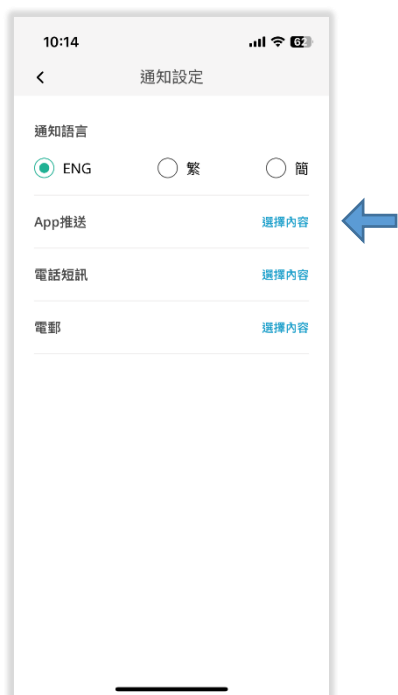 10:14 62
通知設定
通知語言
ENG 繁 簡
App推送 選擇內容
電話短訊 選擇內容
電郵 選擇內容